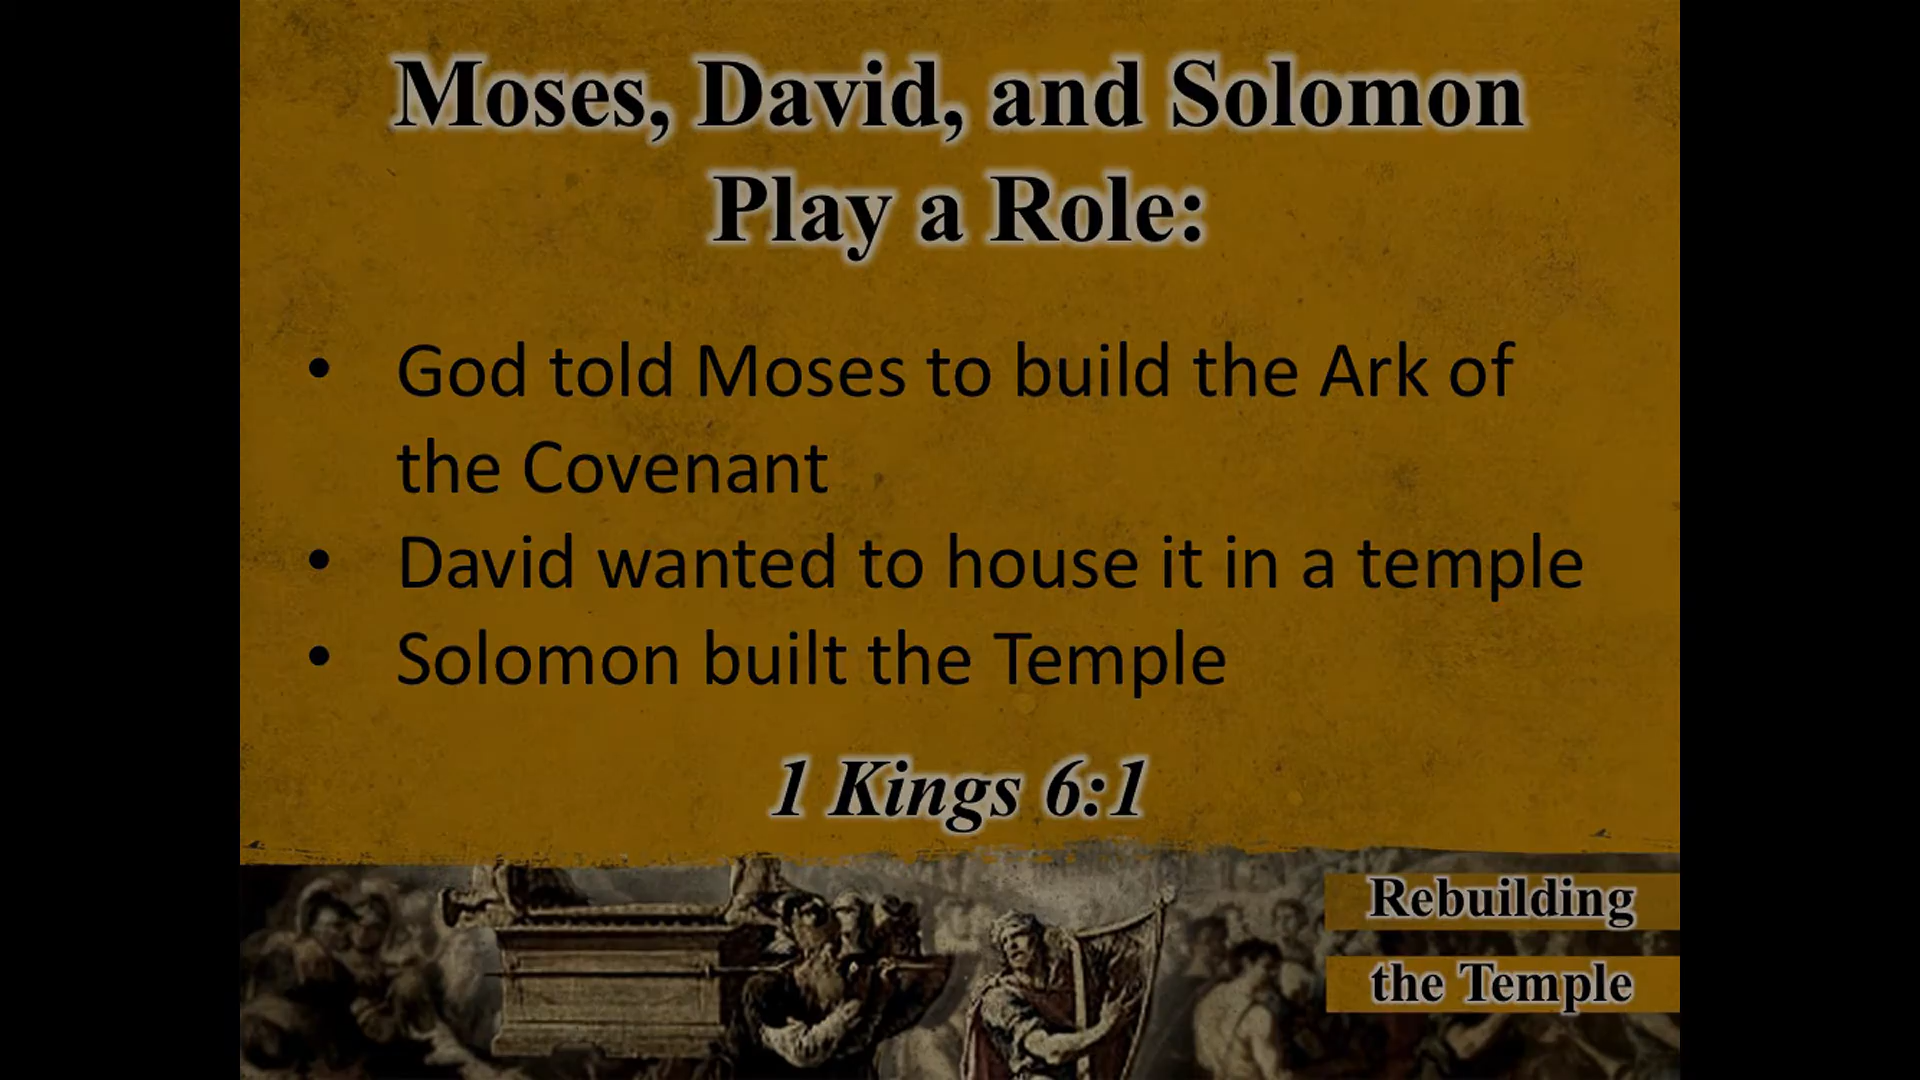 Moses, David, and Solomon
Play a Role:
• God told Moses to build the Ark of
the Covenant
• David wanted to house it in a temple
• Solomon built the Temple
1 Kings 6:1
Rebuilding
the Temple